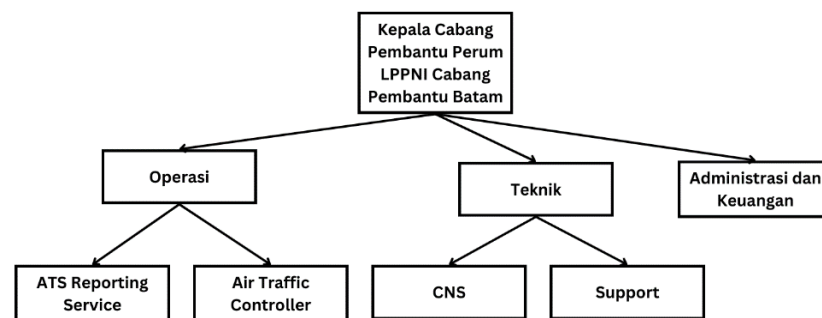 Kepala Cabang
Pembantu Perum
LPPNI Cabang
Pembantu Batam
Operasi
Teknik
Administrasi dan
Keuangan
ATS Reporting
Service
Air Traffic
Controller
CNS
Support